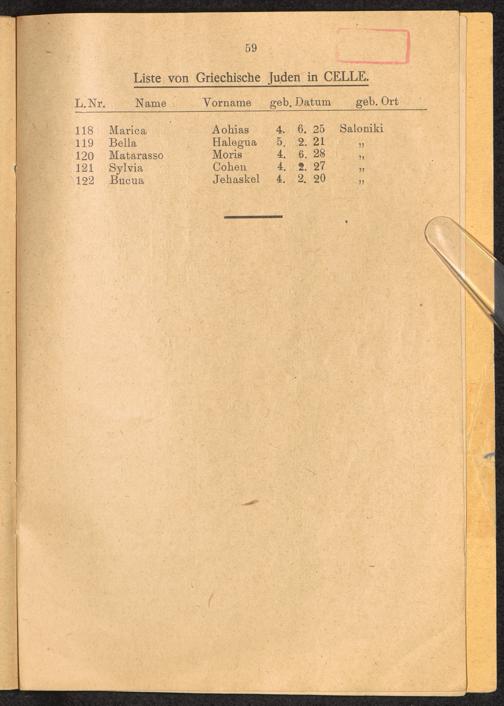 59
Liste von Griechische Juden in CELLE.
L. Nr. Name Vorname geb. Datum geb. Ort
118 Marica Aohias 4. 6. 25 Saloniki
119 Bella Halegua 5. 2. 21 „
120 Matarasso Moris 4. 6. 28 „
121 Sylvia Cohen 4. 2. 27 „
122 Bucua Jehaskel 4. 2. 20 „